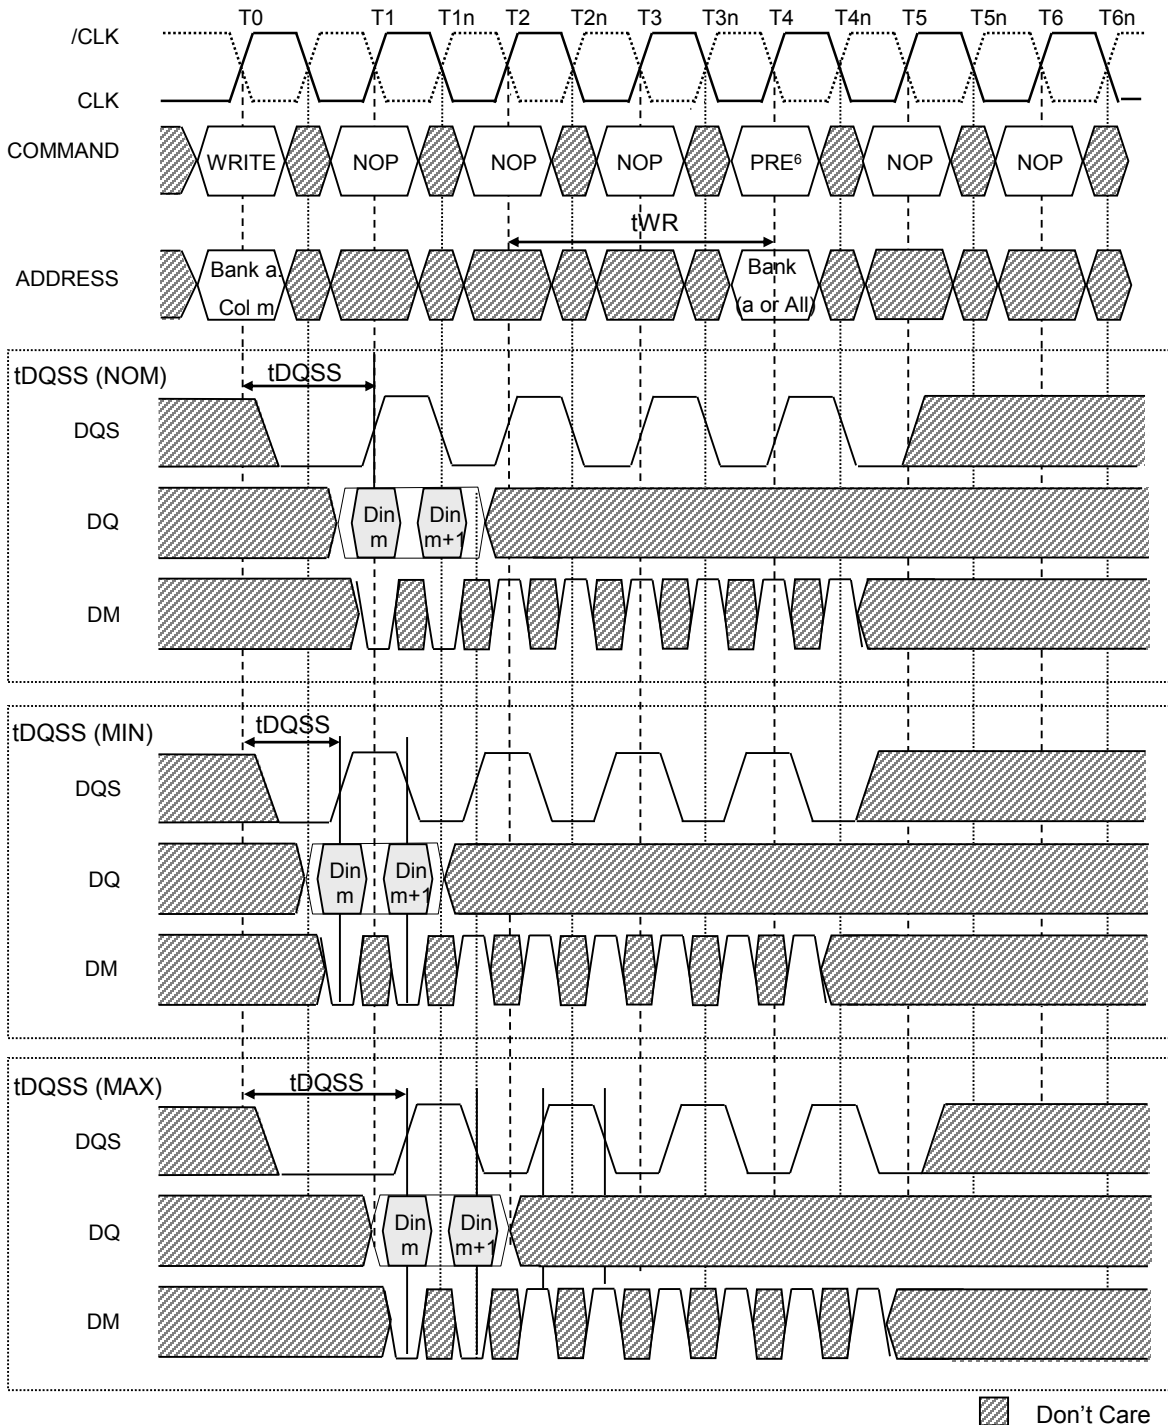 T0 T1 T1n T2 T2n T3 T3n T4 T4n T5 T5n T6 T6n
/CLK
CLK
COMMAND WRITE NOP NOP NOP PRE⁶ NOP NOP
tWR
ADDRESS Bank a. Bank
Col m (a or All)
tDQSS (NOM) tDQSS
DQS
DQ Din Din
m m+1
DM
tDQSS (MIN) tDQSS
DQS
DQ Din Din
m m+1
DM
tDQSS (MAX) tDQSS
DQS
DQ Din Din
m m+1
DM
Don't Care